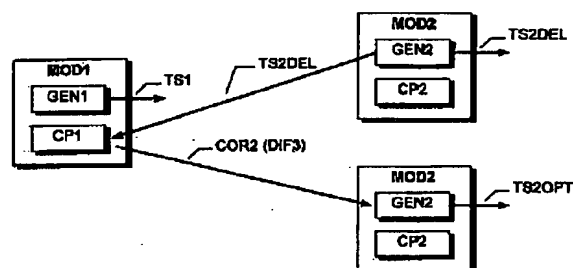 MOD1
GEN1
CP1
TS1
TS2DEL
COR2 (DIF3)
MOD2
GEN2
CP2
TS2DEL
MOD2
GEN2
CP2
TS2OPT